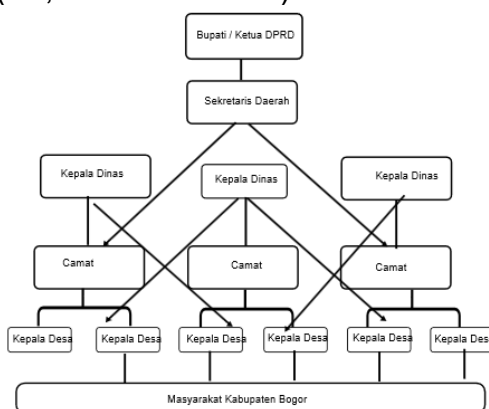 Bupati / Ketua DPRD
Sekretaris Daerah
Kepala Dinas
Kepala Dinas
Kepala Dinas
Camat
Camat
Camat
Kepala Desa
Kepala Desa
Kepala Desa
Kepala Desa
Kepala Desa
Kepala Desa
Masyarakat Kabupaten Bogor